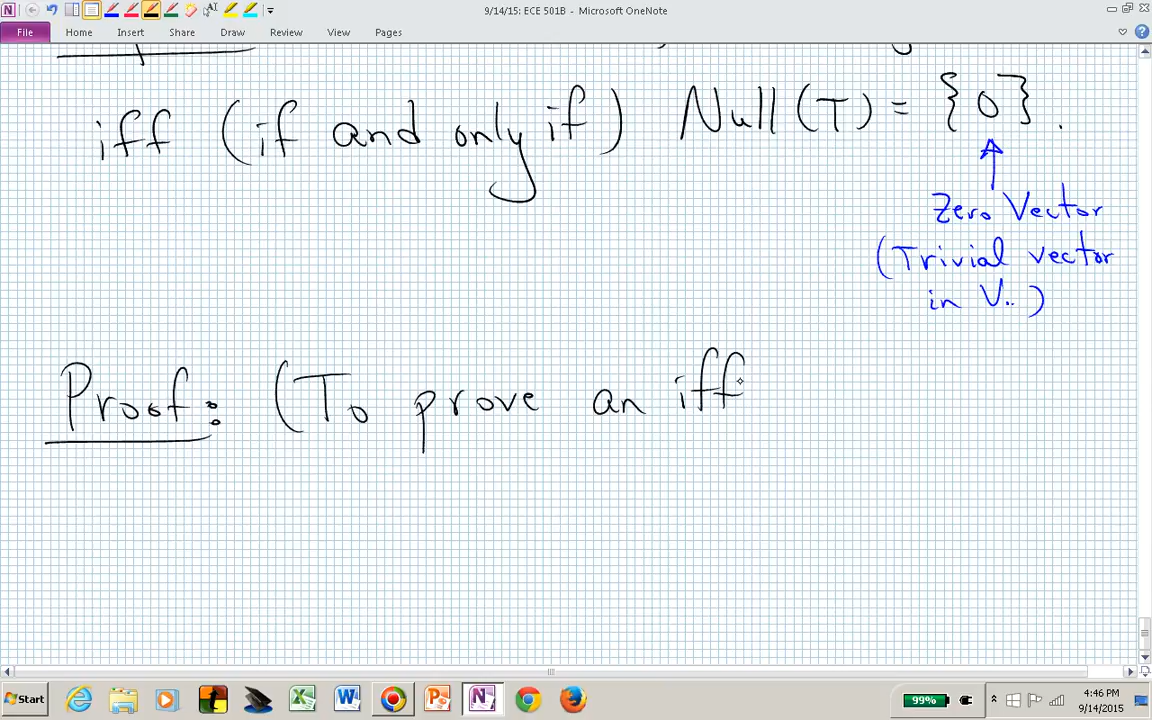 9/14/15: ECE 501B - Microsoft OneNote
File Home Insert Share Draw Review View Pages
iff (if and only if) Null(T) = {0}.
Zero Vector
(Trivial vector
in V..)
Proof: (To prove an iff
Start
99%
4:46 PM
9/14/2015